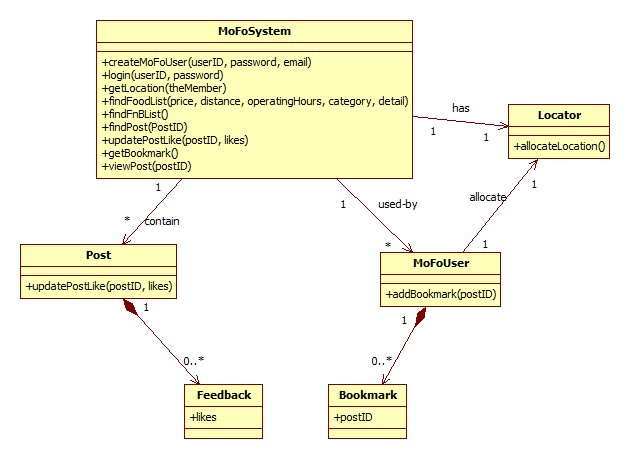 MoFoSystem
+createMoFoUser(userID, password, email)
+login(userID, password)
+getLocation(theMember)
+findFoodList(price, distance, operatingHours, category, detail)
+findFnBList()
+findPost(PostID)
+updatePostLike(postID, likes)
+getBookmark()
+viewPost(postID)
has
1
1
Locator
+allocateLocation()
1
* contain
1
used-by
*
allocate
1
1
Post
+updatePostLike(postID, likes)
MoFoUser
+addBookmark(postID)
1
0..*
1
0..*
Feedback
+likes
Bookmark
+postID